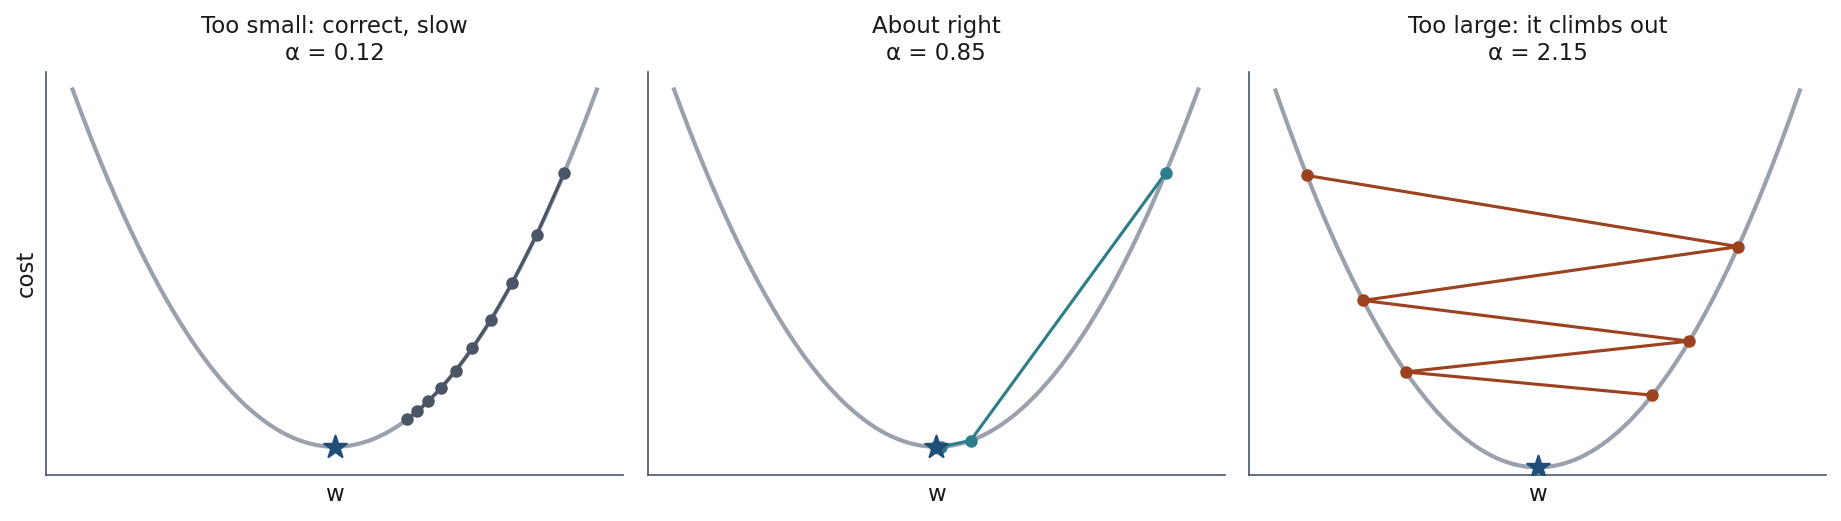 Too small: correct, slow
α = 0.12
About right
α = 0.85
Too large: it climbs out
α = 2.15
cost
w
w
w